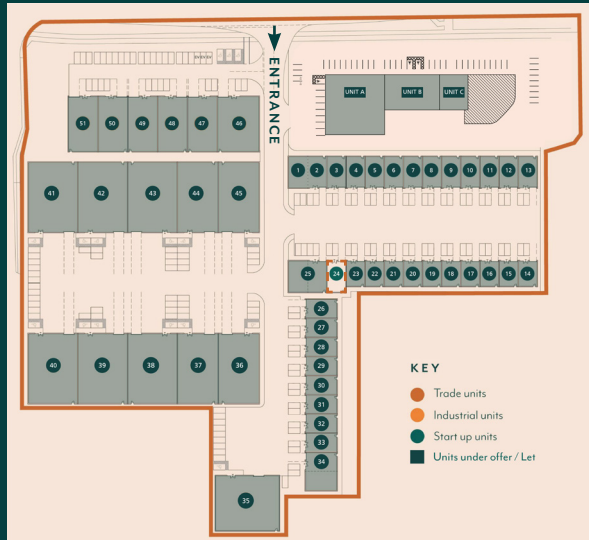 ENTRANCE
UNIT A UNIT B UNIT C
51 50 49 48 47 46
1 2 3 4 5 6 7 8 9 10 11 12 13
41 42 43 44 45
25 24 23 22 21 20 19 18 17 16 15 14
26
27
28
29
30
31
32
33
34
40 39 38 37 36
35
KEY
Trade units
Industrial units
Start up units
Units under offer / Let